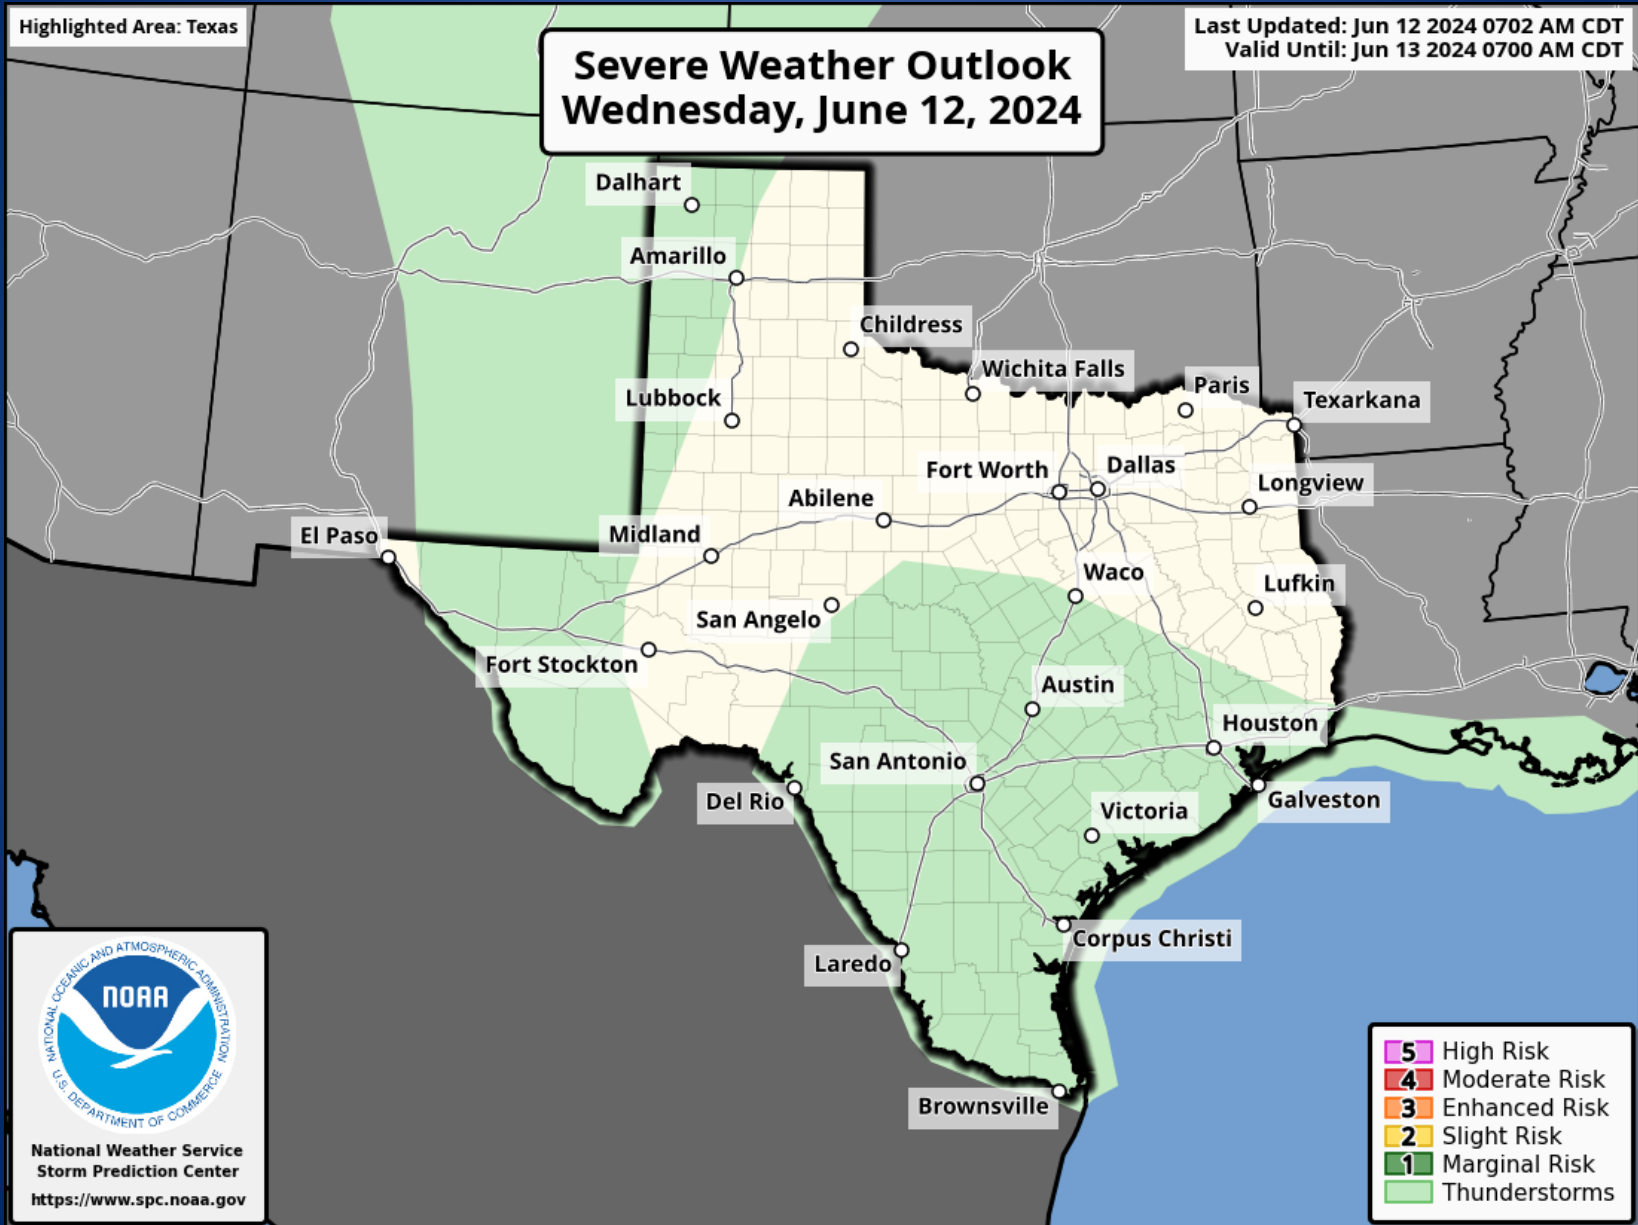 Highlighted Area: Texas
Severe Weather Outlook
Wednesday, June 12, 2024
Last Updated: Jun 12 2024 0702 AM CDT
Valid Until: Jun 13 2024 0700 AM CDT
Dalhart
Amarillo
Childress
Wichita Falls
Paris
Texarkana
Lubbock
Fort Worth
Dallas
Longview
Abilene
Midland
El Paso
Waco
Lufkin
San Angelo
Fort Stockton
Austin
Houston
San Antonio
Del Rio
Galveston
Victoria
Corpus Christi
Laredo
Brownsville
NATIONAL OCEANIC AND ATMOSPHERIC ADMINISTRATION
NOAA
U.S. DEPARTMENT OF COMMERCE
National Weather Service
Storm Prediction Center
https://www.spc.noaa.gov
5 High Risk
4 Moderate Risk
3 Enhanced Risk
2 Slight Risk
1 Marginal Risk
Thunderstorms